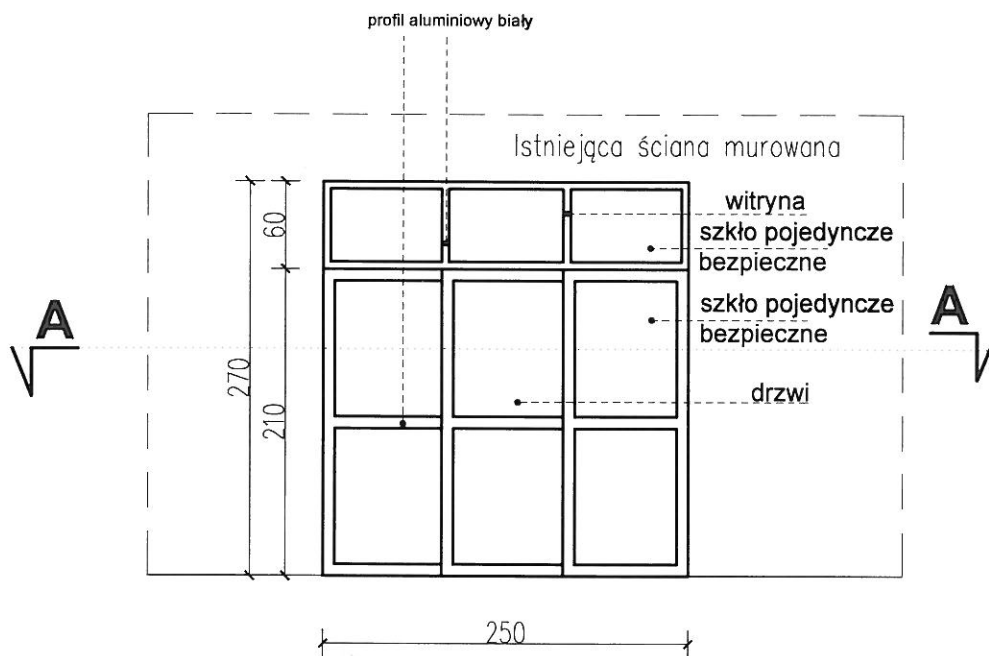 profil aluminiowy biały
Istniejąca ściana murowana
witryna
szkło pojedyncze
bezpieczne
szkło pojedyncze
bezpieczne
A
A
drzwi
60
270
210
250